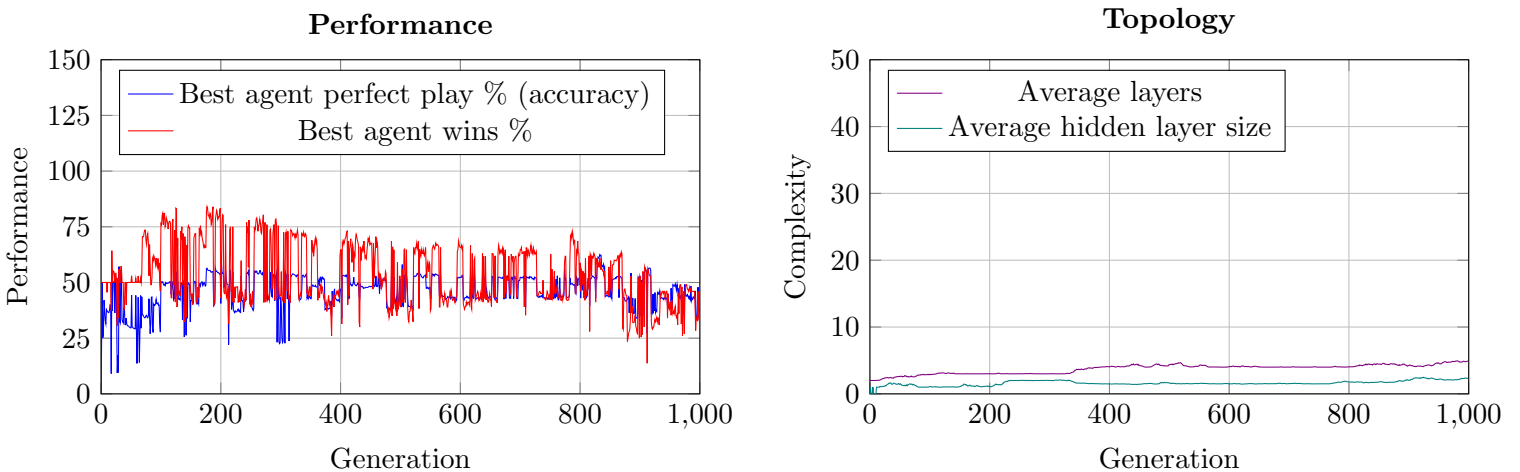 Performance
150
125
100
75
50
25
0
Performance
Best agent perfect play % (accuracy)
Best agent wins %
0 200 400 600 800 1,000
Generation
Topology
50
40
30
20
10
0
Complexity
Average layers
Average hidden layer size
0 200 400 600 800 1,000
Generation